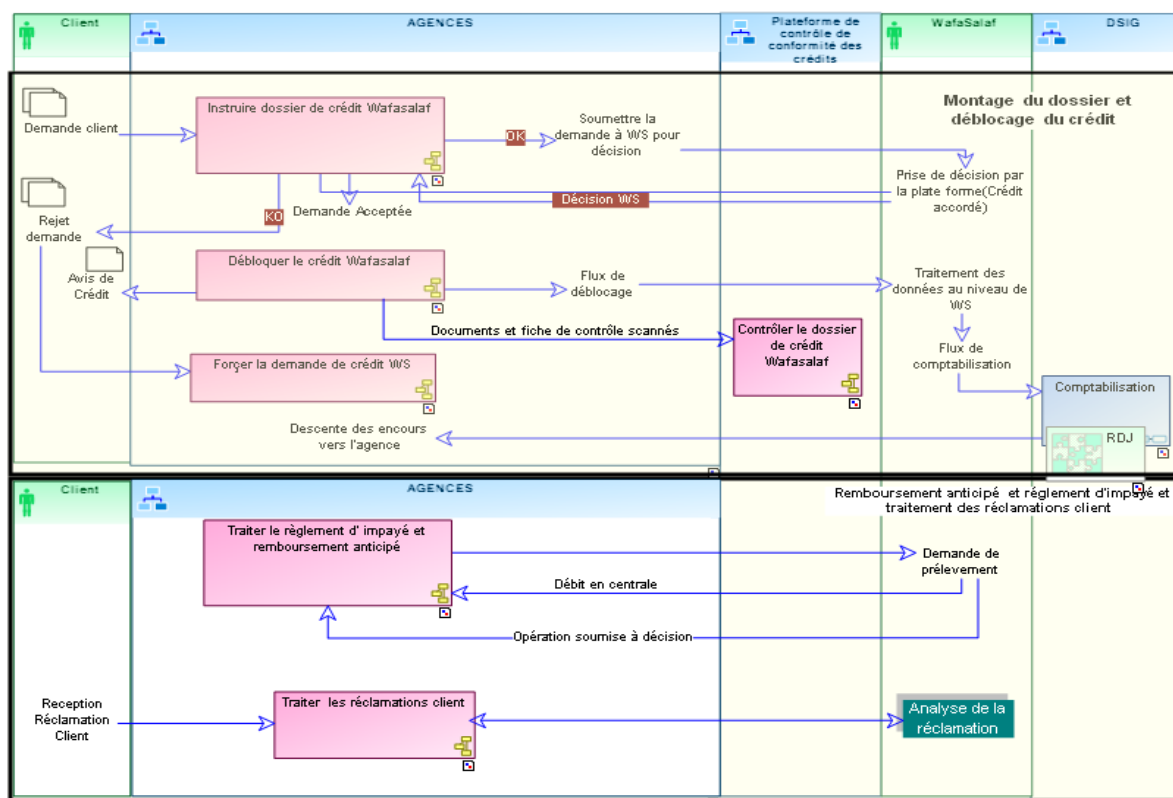 Client
AGENCES
Plateforme de
contrôle de
conformité des
crédits
WafaSalaf
DSIG
Montage du dossier et
déblocage du crédit
Demande client
Instruire dossier de crédit Wafasalaf
OK
Soumettre la
demande à WS pour
décision
Prise de décision par
la plate forme(Crédit
accordé)
Décision WS
Demande Acceptée
KO
Rejet
demande
Avis de
Crédit
Débloquer le crédit Wafasalaf
Flux de
déblocage
Traitement des
données au niveau de
WS
Documents et fiche de contrôle scannés
Contrôler le dossier
de crédit
Wafasalaf
Flux de
comptabilisation
Forçer la demande de crédit WS
Comptabilisation
RDJ
Descente des encours
vers l'agence
Client
AGENCES
Remboursement anticipé et réglement d'impayé et
traitement des réclamations client
Traiter le règlement d' impayé et
remboursement anticipé
Demande de
prélevement
Débit en centrale
Opération soumise à décision
Reception
Réclamation
Client
Traiter les réclamations client
Analyse de la
réclamation